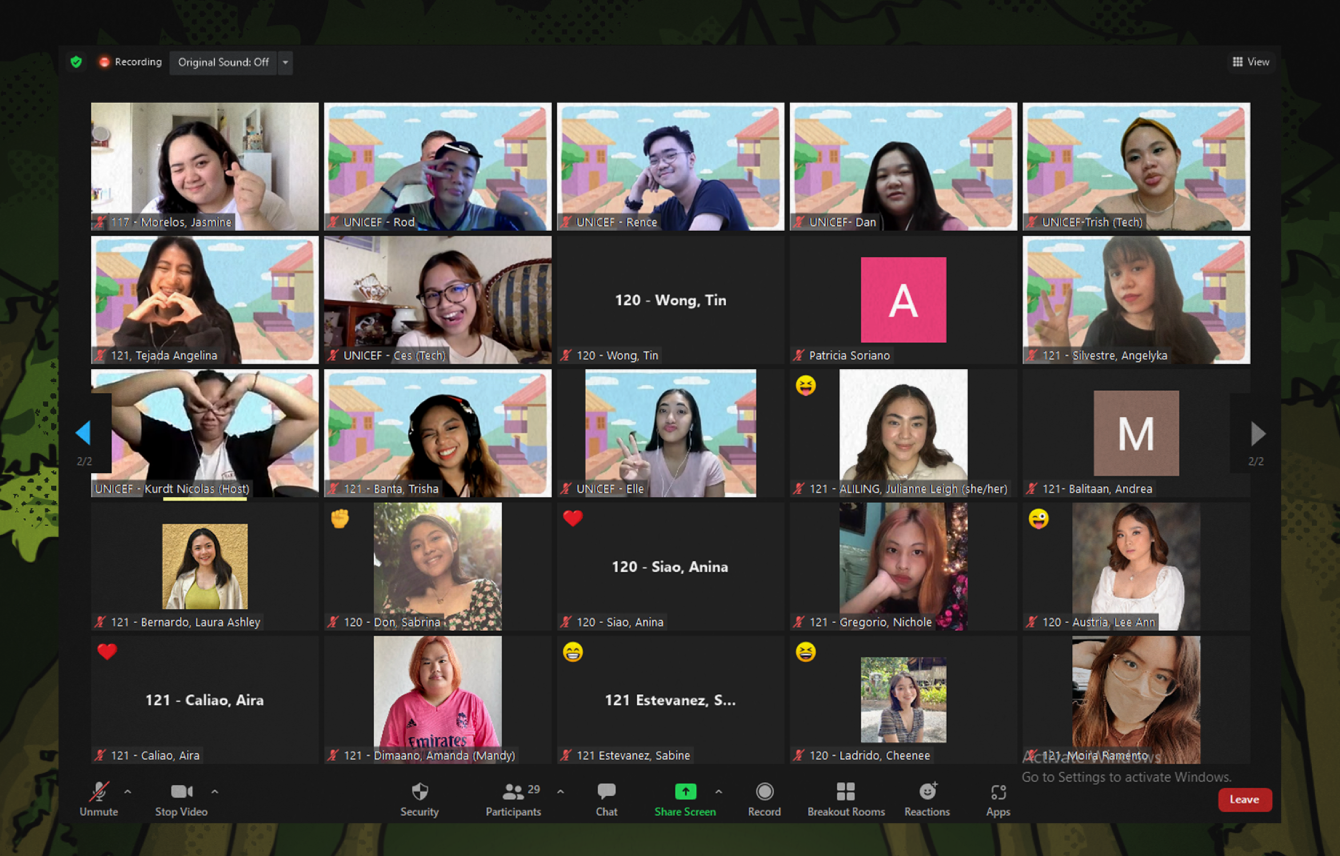 Recording
Original Sound: Off
View
117 - Morelos, Jasmine
UNICEF - Rod
UNICEF - Rence
UNICEF- Dan
UNICEF-Trish (Tech)
121, Tejada Angelina
UNICEF - Ces (Tech)
120 - Wong, Tin
120 - Wong, Tin
A
Patricia Soriano
121 - Silvestre, Angelyka
2/2
UNICEF - Kurdt Nicolas (Host)
121 - Banta, Trisha
UNICEF - Elle
121 - ALILING, Julianne Leigh (she/her)
M
121- Balitaan, Andrea
2/2
121 - Bernardo, Laura Ashley
120 - Don, Sabrina
120 - Siao, Anina
120 - Siao, Anina
121 - Gregorio, Nichole
120 - Austria, Lee Ann
121 - Caliao, Aira
121 - Caliao, Aira
Emirates
121 - Dimaano, Amanda (Mandy)
121 Estevanez, S...
121 Estevanez, Sabine
120 - Ladrido, Cheenee
121, Moira Ramento
Activate Windows
Go to Settings to activate Windows.
Unmute
Stop Video
Security
Participants
29
Chat
Share Screen
Record
Breakout Rooms
Reactions
Apps
Leave